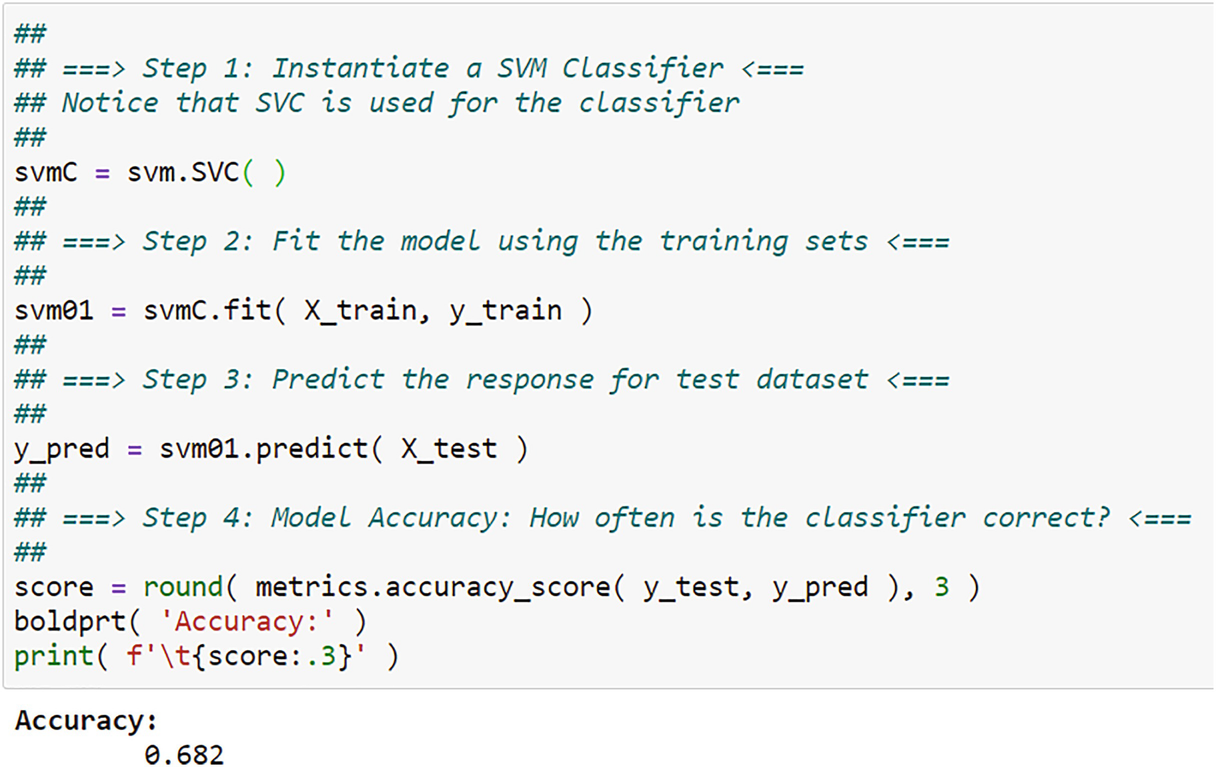 ##
## ===> Step 1: Instantiate a SVM Classifier <===
## Notice that SVC is used for the classifier
##
svmC = svm.SVC( )
##
## ===> Step 2: Fit the model using the training sets <===
##
svm01 = svmC.fit( X_train, y_train )
##
## ===> Step 3: Predict the response for test dataset <===
##
y_pred = svm01.predict( X_test )
##
## ===> Step 4: Model Accuracy: How often is the classifier correct? <===
##
score = round( metrics.accuracy_score( y_test, y_pred ), 3 )
boldprt( 'Accuracy:' )
print( f'\t{score:.3}' )
Accuracy:
0.682